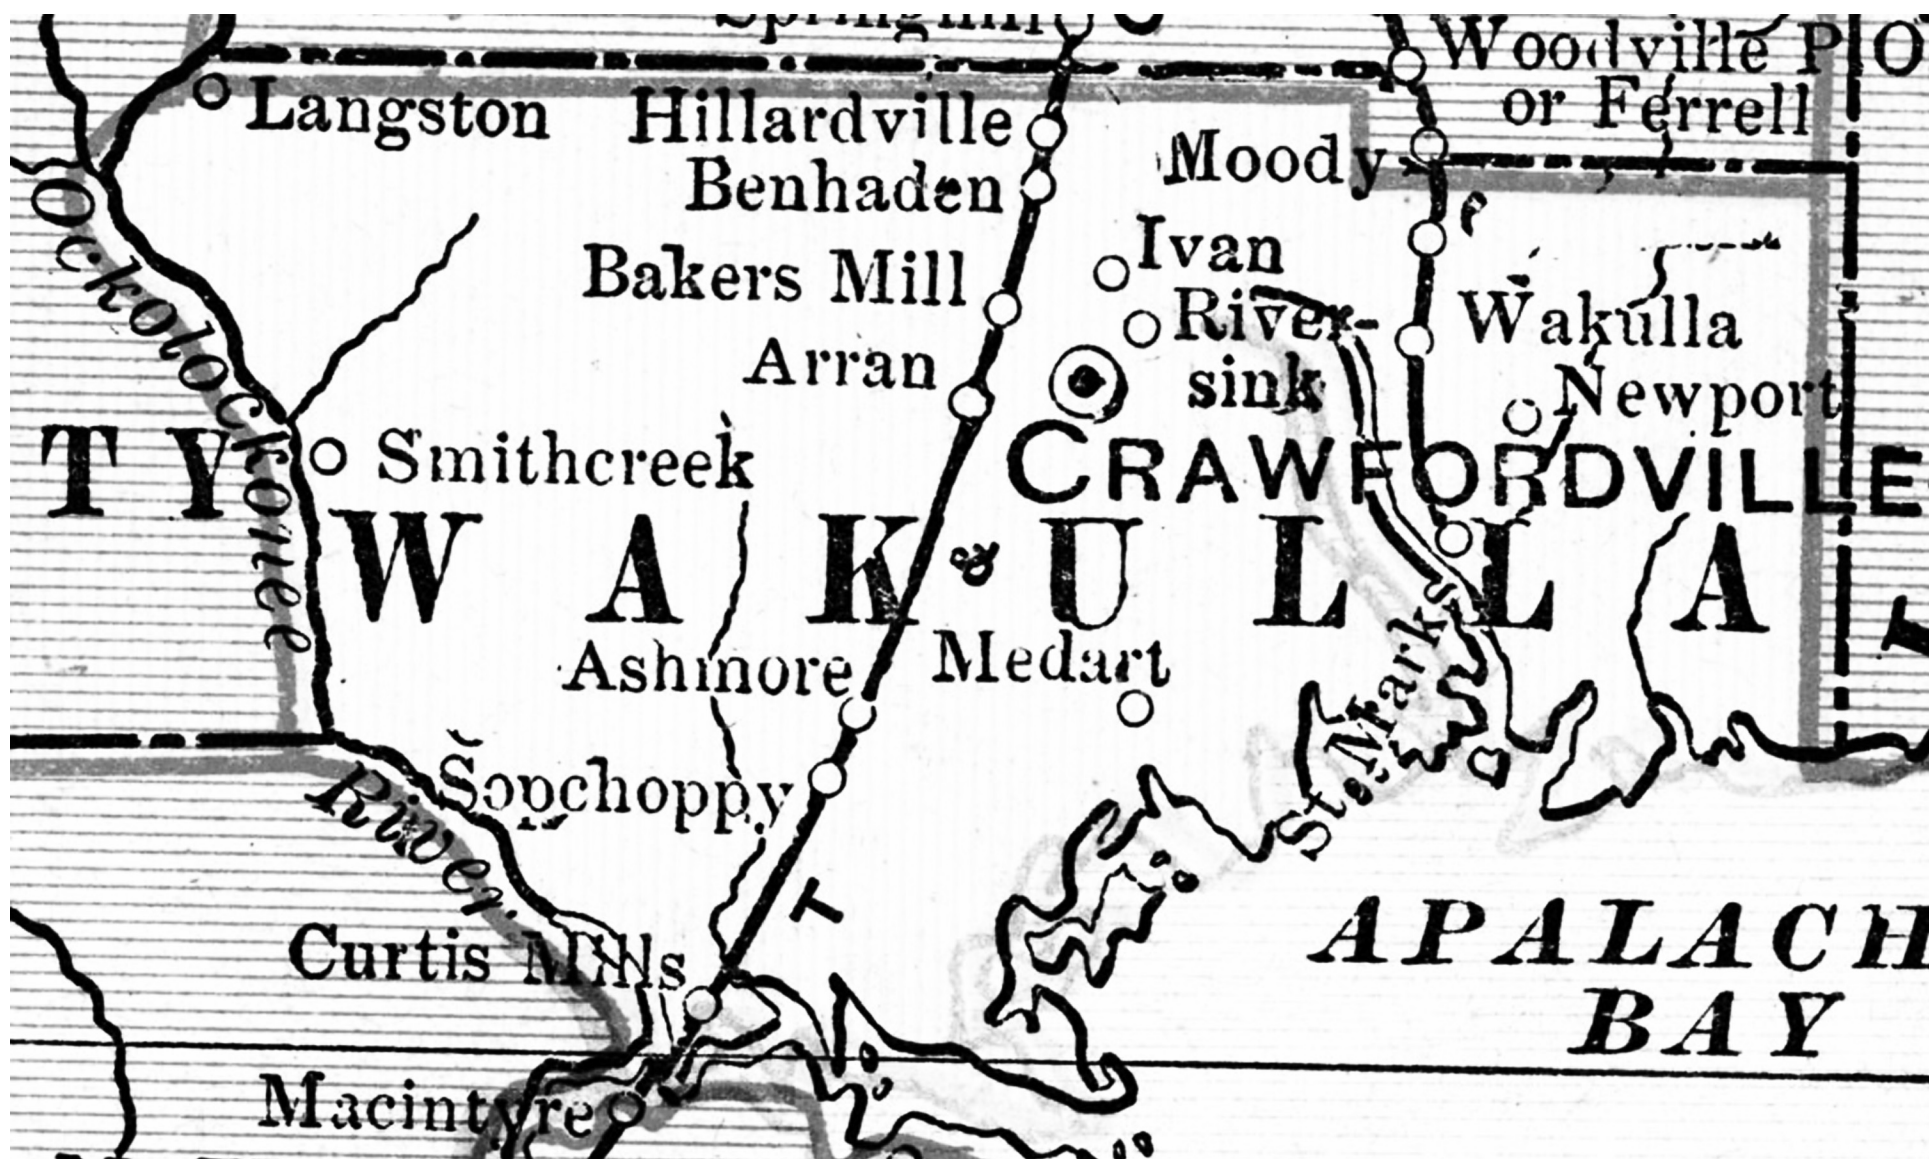 Woodville P O
or Ferrell
Langston
Hillardville
Moody
Benhaden
Ivan
Bakers Mill
River-
sink
Wakulla
Arran
Newport
Smithcreek
CRAWFORDVILLE
TY
WAKULLA
Ockolockonee
River
Ashmore
Medart
St. Mark
Sopchoppy
T
Curtis Mills
APALACH
BAY
Macintyre